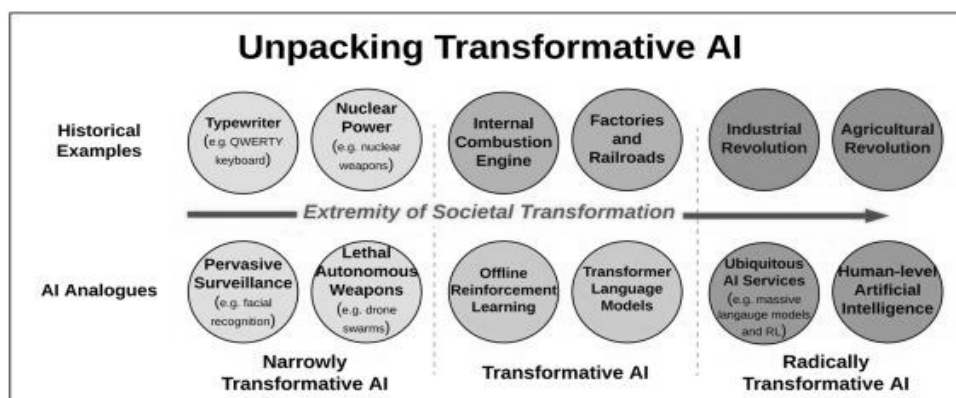 Unpacking Transformative AI
Historical
Examples
Typewriter
(e.g. QWERTY
keyboard)
Nuclear
Power
(e.g. nuclear
weapons)
Internal
Combustion
Engine
Factories
and
Railroads
Industrial
Revolution
Agricultural
Revolution
Extremity of Societal Transformation
AI Analogues
Pervasive
Surveillance
(e.g. facial
recognition)
Lethal
Autonomous
Weapons
(e.g. drone
swarms)
Offline
Reinforcement
Learning
Transformer
Language
Models
Ubiquitous
AI Services
(e.g. massive
langauge models
and RL)
Human-level
Artificial
Intelligence
Narrowly
Transformative AI
Transformative AI
Radically
Transformative AI